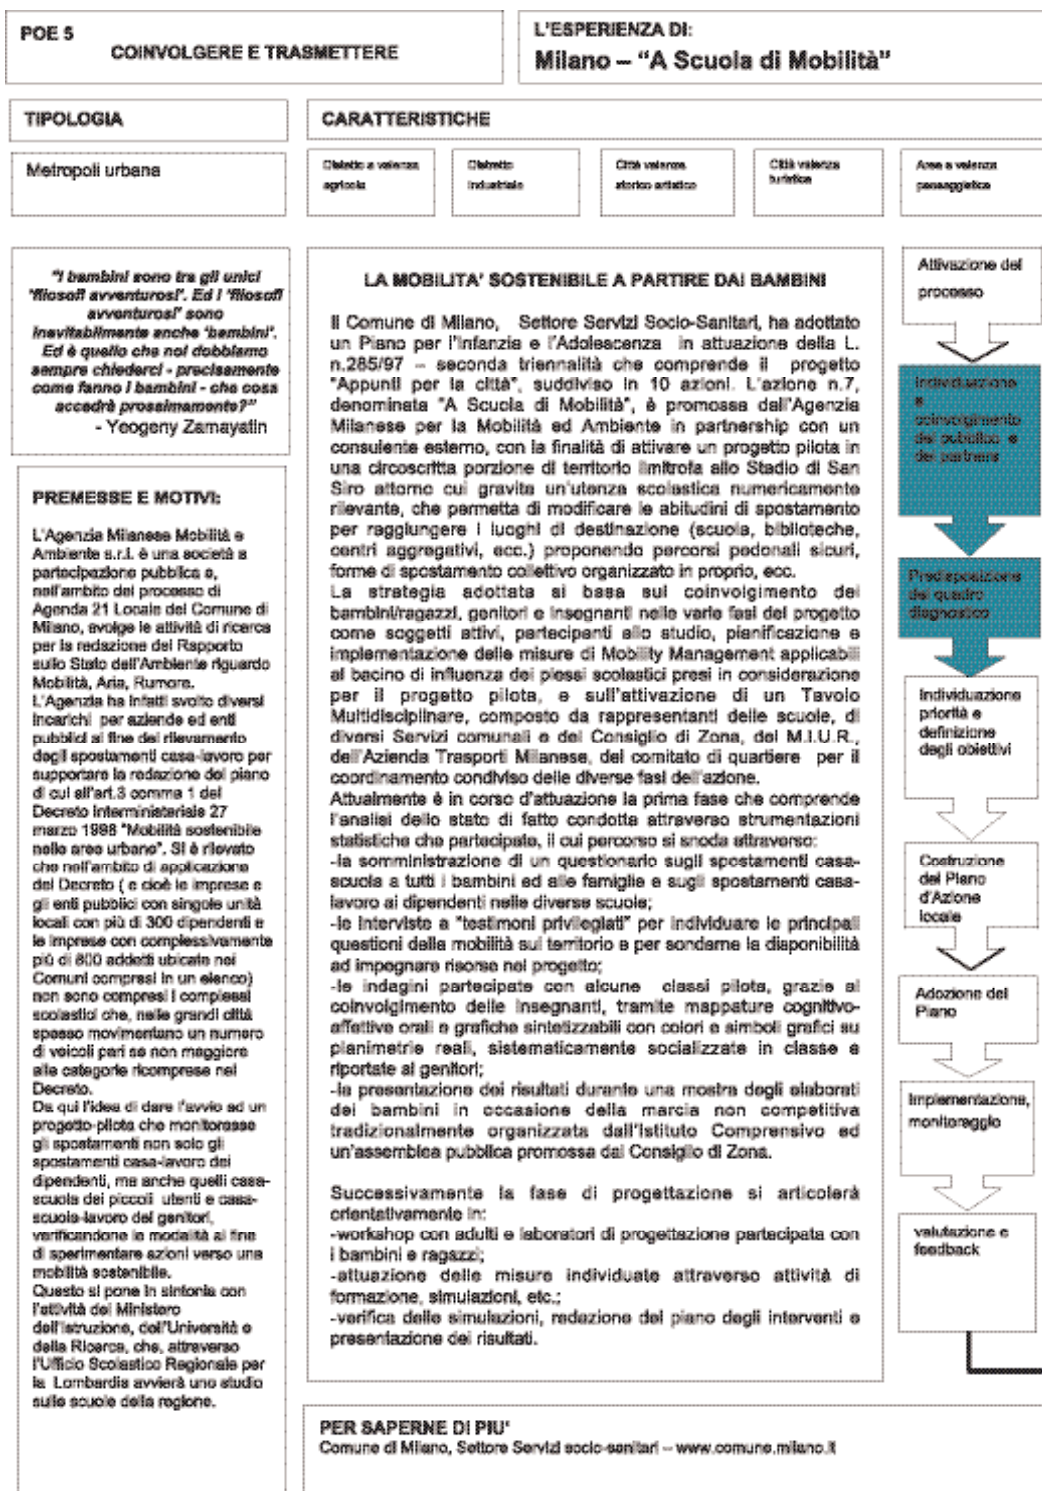 POE 5
COINVOLGERE E TRASMETTERE
L'ESPERIENZA DI:
Milano – "A Scuola di Mobilità"
TIPOLOGIA
CARATTERISTICHE
Metropoli urbana
Distretto a valenza
agricola
Distretto
industriale
Città valenza
storico artistico
Città valenza
turistica
Area a valenza
paesaggistica
"I bambini sono tra gli unici
'filosofi avventurosi'. Ed i 'filosofi
avventurosi' sono
inevitabilmente anche 'bambini'.
Ed è quello che noi dobbiamo
sempre chiederci - precisamente
come fanno i bambini - che cosa
accedrà prossimamente?"
- Yeogeny Zamayatin
PREMESSE E MOTIVI:
L'Agenzia Milanese Mobilità e
Ambiente s.r.l. è una società a
partecipazione pubblica e,
nell'ambito del processo di
Agenda 21 Locale del Comune di
Milano, svolge le attività di ricerca
per la redazione del Rapporto
sullo Stato dell'Ambiente riguardo
Mobilità, Aria, Rumore.
L'Agenzia ha infatti svolto diversi
incarichi per aziende ed enti
pubblici al fine del rilevamento
degli spostamenti casa-lavoro per
supportare la redazione del piano
di cui all'art.3 comma 1 del
Decreto interministeriale 27
marzo 1998 "Mobilità sostenibile
nelle aree urbane". Si è rilevato
che nell'ambito di applicazione
del Decreto ( e cioè le imprese e
gli enti pubblici con singole unità
locali con più di 300 dipendenti e
le imprese con complessivamente
più di 800 addetti ubicate nei
Comuni compresi in un elenco)
non sono compresi i complessi
scolastici che, nelle grandi città
spesso movimentano un numero
di veicoli pari se non maggiore
alle categorie ricomprese nel
Decreto.
Da qui l'idea di dare l'avvio ad un
progetto-pilota che monitorasse
gli spostamenti non solo gli
spostamenti casa-lavoro dei
dipendenti, ma anche quelli casa-
scuola dei piccoli utenti e casa-
scuola-lavoro dei genitori,
verificandone le modalità al fine
di sperimentare azioni verso una
mobilità sostenibile.
Questo si pone in sintonia con
l'attività del Ministero
dell'Istruzione, dell'Università e
della Ricerca, che, attraverso
l'Ufficio Scolastico Regionale per
la Lombardia avvierà uno studio
sulle scuole della regione.
LA MOBILITA' SOSTENIBILE A PARTIRE DAI BAMBINI
Il Comune di Milano, Settore Servizi Socio-Sanitari, ha adottato
un Piano per l'Infanzia e l'Adolescenza in attuazione della L.
n.285/97 – seconda triennalità che comprende il progetto
"Appunti per la città", suddiviso in 10 azioni. L'azione n.7,
denominata "A Scuola di Mobilità", è promossa dall'Agenzia
Milanese per la Mobilità ed Ambiente in partnership con un
consulente esterno, con la finalità di attivare un progetto pilota in
una circoscritta porzione di territorio limitrofa allo Stadio di San
Siro attorno cui gravita un'utenza scolastica numericamente
rilevante, che permetta di modificare le abitudini di spostamento
per raggiungere i luoghi di destinazione (scuola, biblioteche,
centri aggregativi, ecc.) proponendo percorsi pedonali sicuri,
forme di spostamento collettivo organizzato in proprio, ecc.
La strategia adottata si basa sul coinvolgimento dei
bambini/ragazzi, genitori e insegnanti nelle varie fasi del progetto
come soggetti attivi, partecipanti allo studio, pianificazione e
implementazione delle misure di Mobility Management applicabili
al bacino di influenza dei plessi scolastici presi in considerazione
per il progetto pilota, e sull'attivazione di un Tavolo
Multidisciplinare, composto da rappresentanti delle scuole, di
diversi Servizi comunali e del Consiglio di Zona, del M.I.U.R.,
dell'Azienda Trasporti Milanese, del comitato di quartiere per il
coordinamento condiviso delle diverse fasi dell'azione.
Attualmente è in corso d'attuazione la prima fase che comprende
l'analisi dello stato di fatto condotta attraverso strumentazioni
statistiche che partecipate, il cui percorso si snoda attraverso:
-la somministrazione di un questionario sugli spostamenti casa-
scuola a tutti i bambini ed alle famiglie e sugli spostamenti casa-
lavoro ai dipendenti nelle diverse scuole;
-le interviste a "testimoni privilegiati" per individuare le principali
questioni della mobilità sul territorio e per sondarne la disponibilità
ad impegnare risorse nel progetto;
-le indagini partecipate con alcune classi pilota, grazie al
coinvolgimento delle insegnanti, tramite mappature cognitivo-
affettive orali e grafiche sintetizzabili con colori e simboli grafici su
planimetrie reali, sistematicamente socializzate in classe e
riportate ai genitori;
-la presentazione dei risultati durante una mostra degli elaborati
dei bambini in occasione della marcia non competitiva
tradizionalmente organizzata dall'Istituto Comprensivo ed
un'assemblea pubblica promossa dal Consiglio di Zona.
Successivamente la fase di progettazione si articolerà
orientativamente in:
-workshop con adulti e laboratori di progettazione partecipata con
i bambini e ragazzi;
-attuazione delle misure individuate attraverso attività di
formazione, simulazioni, etc.;
-verifica delle simulazioni, redazione del piano degli interventi e
presentazione dei risultati.
Attivazione del
processo
Individuazione
e
coinvolgimento
del pubblico e
dei partners
Predisposizione
del quadro
diagnostico
Individuazione
priorità e
definizione
degli obiettivi
Costruzione
del Piano
d'Azione
locale
Adozione del
Piano
Implementazione,
monitoraggio
valutazione e
feedback
PER SAPERNE DI PIU'
Comune di Milano, Settore Servizi socio-sanitari – www.comune.milano.it